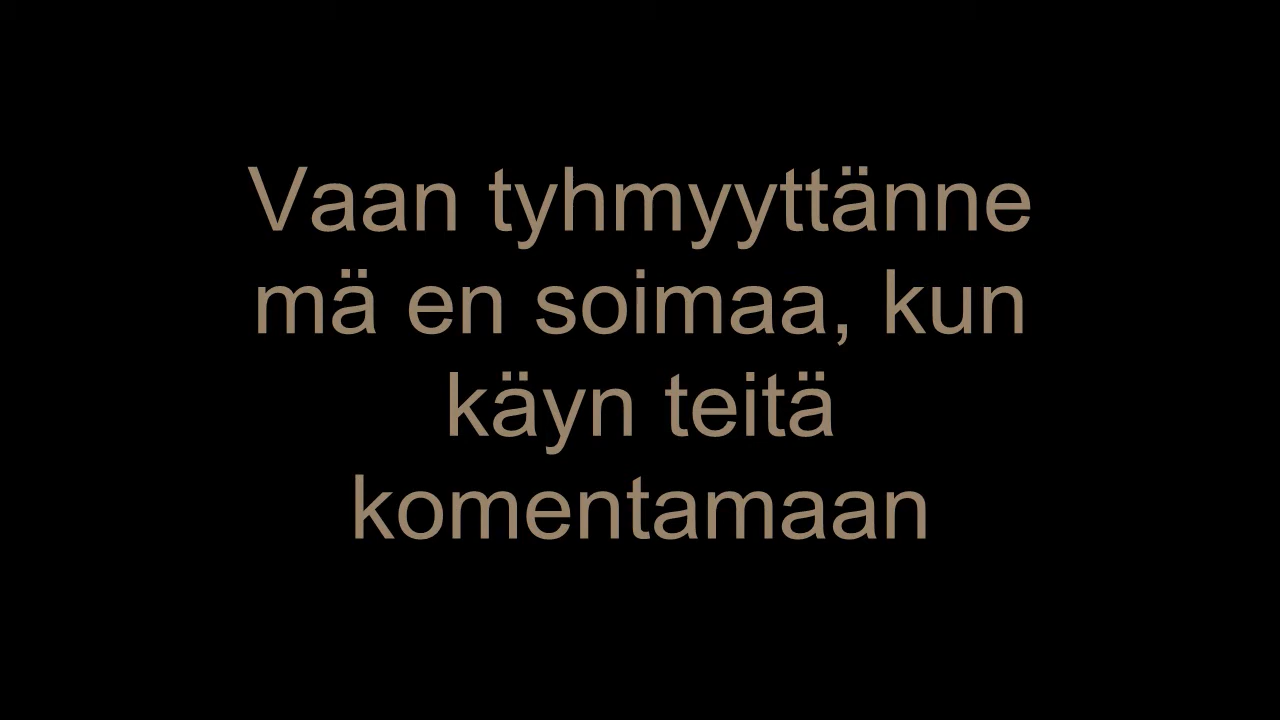 Vaan tyhmyyttänne
mä en soimaa, kun
käyn teitä
komentamaan